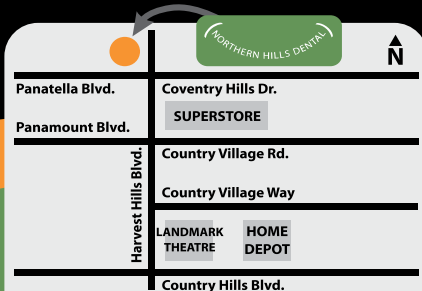 NORTHERN HILLS DENTAL
N
Panatella Blvd.
Coventry Hills Dr.
SUPERSTORE
Panamount Blvd.
Country Village Rd.
Harvest Hills Blvd.
Country Village Way
LANDMARK
THEATRE
HOME
DEPOT
Country Hills Blvd.